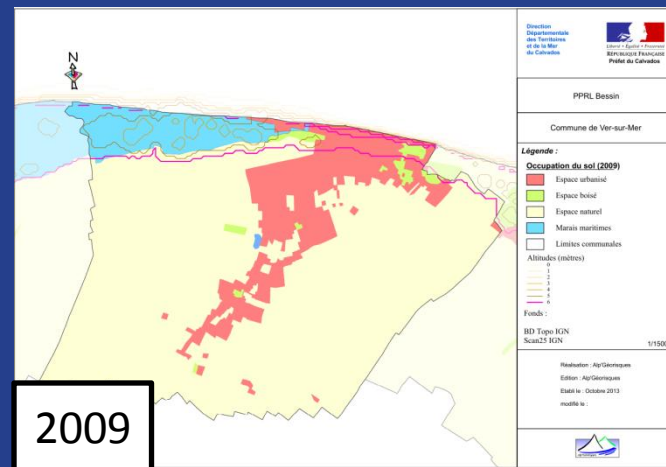 Direction
Départementale
des Territoires
et de la Mer
du Calvados
Liberté • Égalité • Fraternité
RÉPUBLIQUE FRANÇAISE
Préfet du Calvados
PPRL Bessin
Commune de Ver-sur-Mer
Légende :
Occupation du sol (2009)
Espace urbanisé
Espace boisé
Espace naturel
Marais maritimes
Limites communales
Altitudes (mètres)
0
1
2
3
4
5
6
Fonds :
BD Topo IGN
Scan25 IGN
1/1500
Réalisation : Alp'Géorisques
Edition : Alp'Géorisques
Etabli le : Octobre 2013
modifié le :
N
2009